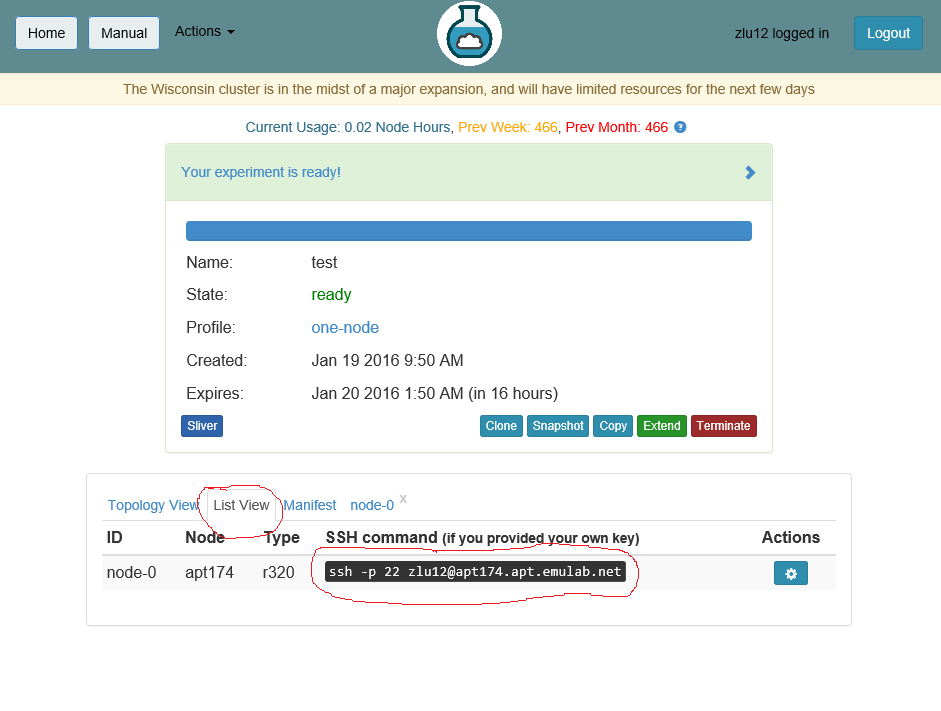 Home Manual Actions zlu12 logged in Logout
The Wisconsin cluster is in the midst of a major expansion, and will have limited resources for the next few days
Current Usage: 0.02 Node Hours, Prev Week: 466, Prev Month: 466 ?
Your experiment is ready!
Name: test
State: ready
Profile: one-node
Created: Jan 19 2016 9:50 AM
Expires: Jan 20 2016 1:50 AM (in 16 hours)
Sliver Clone Snapshot Copy Extend Terminate
Topology View List View Manifest node-0 x
ID Node Type SSH command (if you provided your own key) Actions
node-0 apt174 r320 ssh -p 22 zlu12@apt174.apt.emulab.net